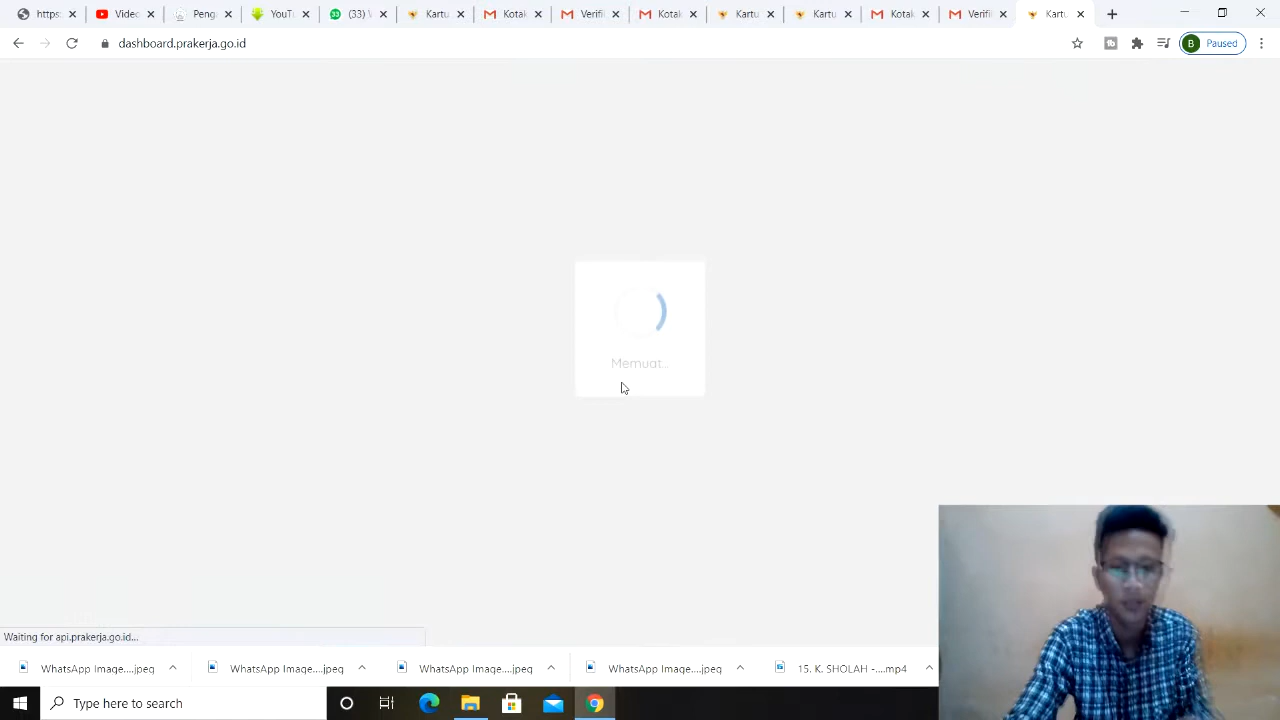 https:
Video
Penga
YouTu
(33) V
Kartu
Kotak
Verifi
Kotak
Kartu
Kartu
Kotak
Verifi
Kartu
dashboard.prakerja.go.id
B
Paused
Memuat...
Waiting for api.prakerja.go.id...
WhatsApp Image....jpeg
WhatsApp Image....jpeg
WhatsApp Image....jpeg
WhatsApp Image....jpeg
15. K. SHOLAH -....mp4
Type here to search